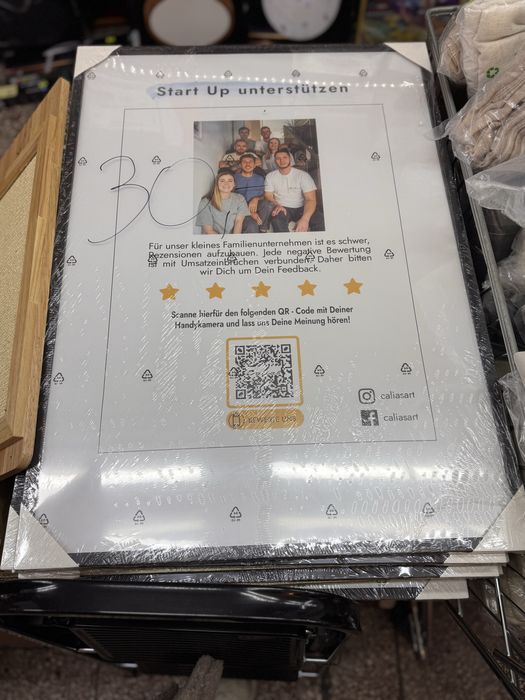 Start Up unterstützen
30,
Für unser kleines Familienunternehmen ist es schwer,
Rezensionen aufzubauen. Jede negative Bewertung
ist mit Umsatzeinbrüchen verbunden. Daher bitten
wir Dich um Dein Feedback.
Scanne hierfür den folgenden QR - Code mit Deiner
Handykamera und lass uns Deine Meinung hören!
BEWERTE UNS
caliasart
caliasart